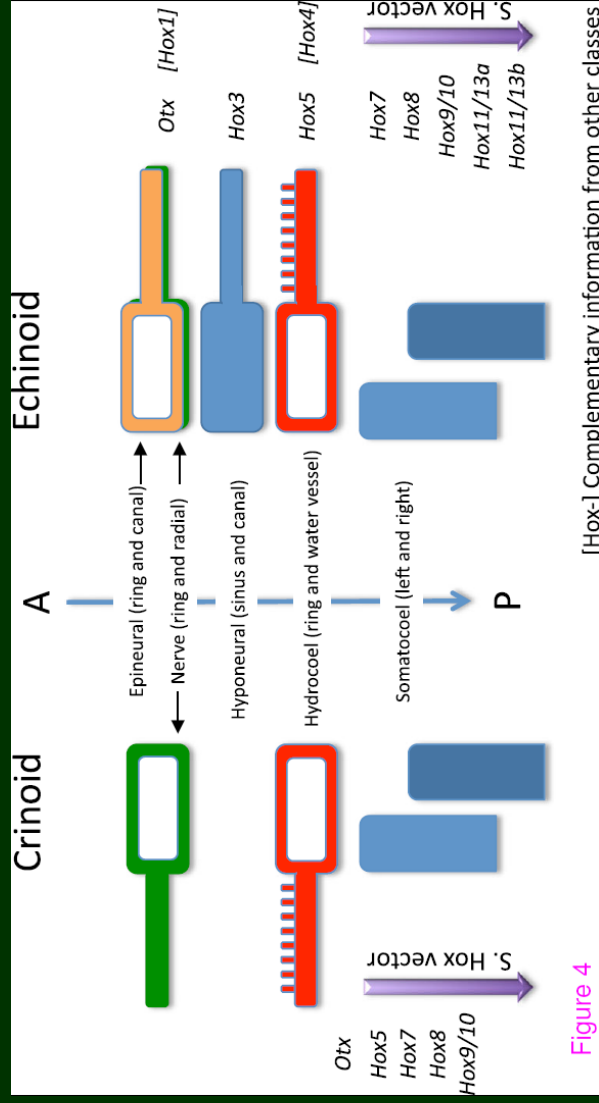 Crinoid
Echinoid
A
Epineural (ring and canal)
Nerve (ring and radial)
Hyponeural (sinus and canal)
Hydrocoel (ring and water vessel)
Somatocoel (left and right)
P
Otx [Hox1]
Hox3
Hox5 [Hox4]
Hox7
Hox8
Hox9/10
Hox11/13a
Hox11/13b
S. Hox vector
S. Hox vector
Otx
Hox5
Hox7
Hox8
Hox9/10
[Hox-] Complementary information from other classes
Figure 4